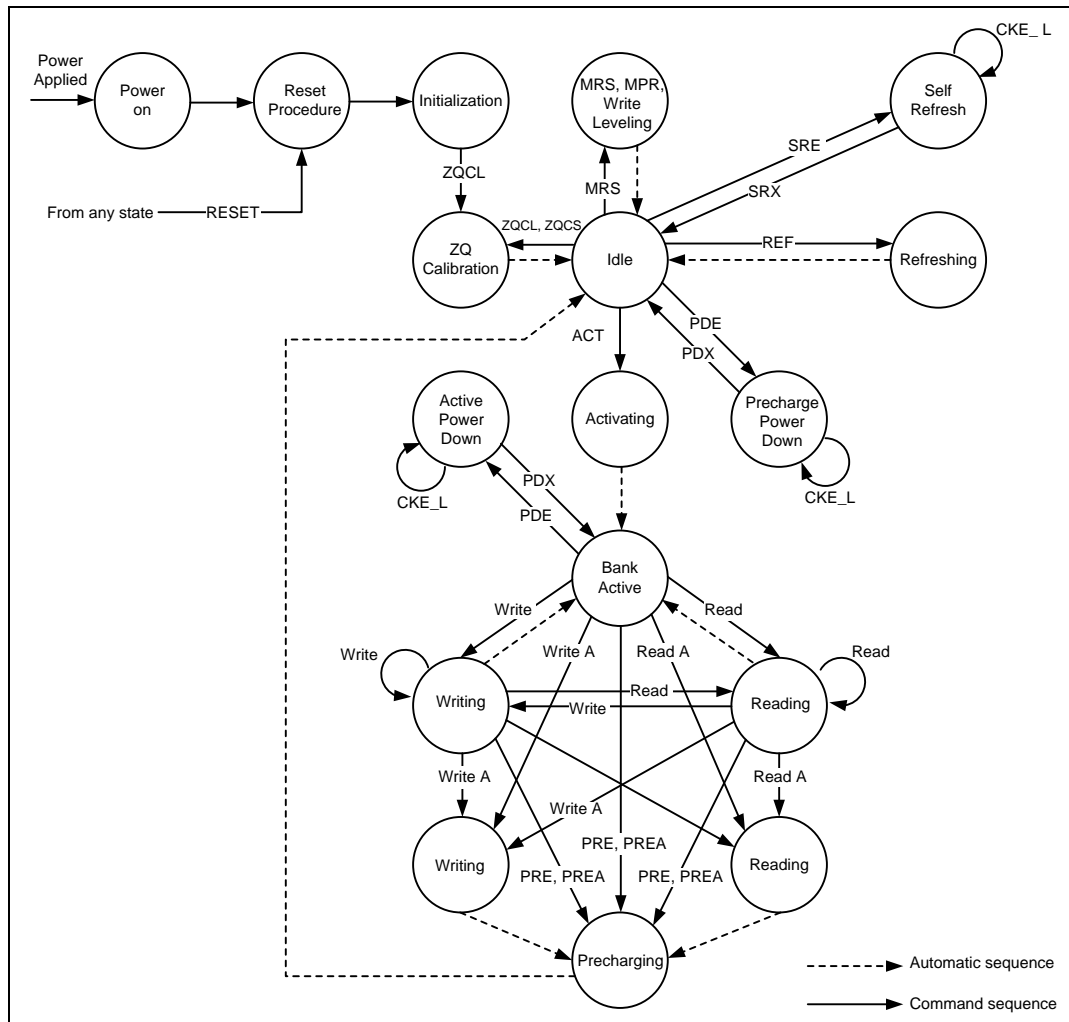 Power
Applied
Power
on
Reset
Procedure
Initialization
MRS, MPR,
Write
Leveling
CKE_ L
Self
Refresh
ZQCL
MRS
SRE
SRX
From any state
RESET
ZQCL, ZQCS
ZQ
Calibration
Idle
REF
Refreshing
ACT
PDE
PDX
Active
Power
Down
Activating
Precharge
Power
Down
CKE_L
PDX
PDE
CKE_L
Bank
Active
Write
Read
Write
Write A
Read A
Read
Writing
Read
Write
Reading
Write A
Write A
Read A
Writing
PRE, PREA
PRE, PREA
PRE, PREA
Reading
Precharging
Automatic sequence
Command sequence